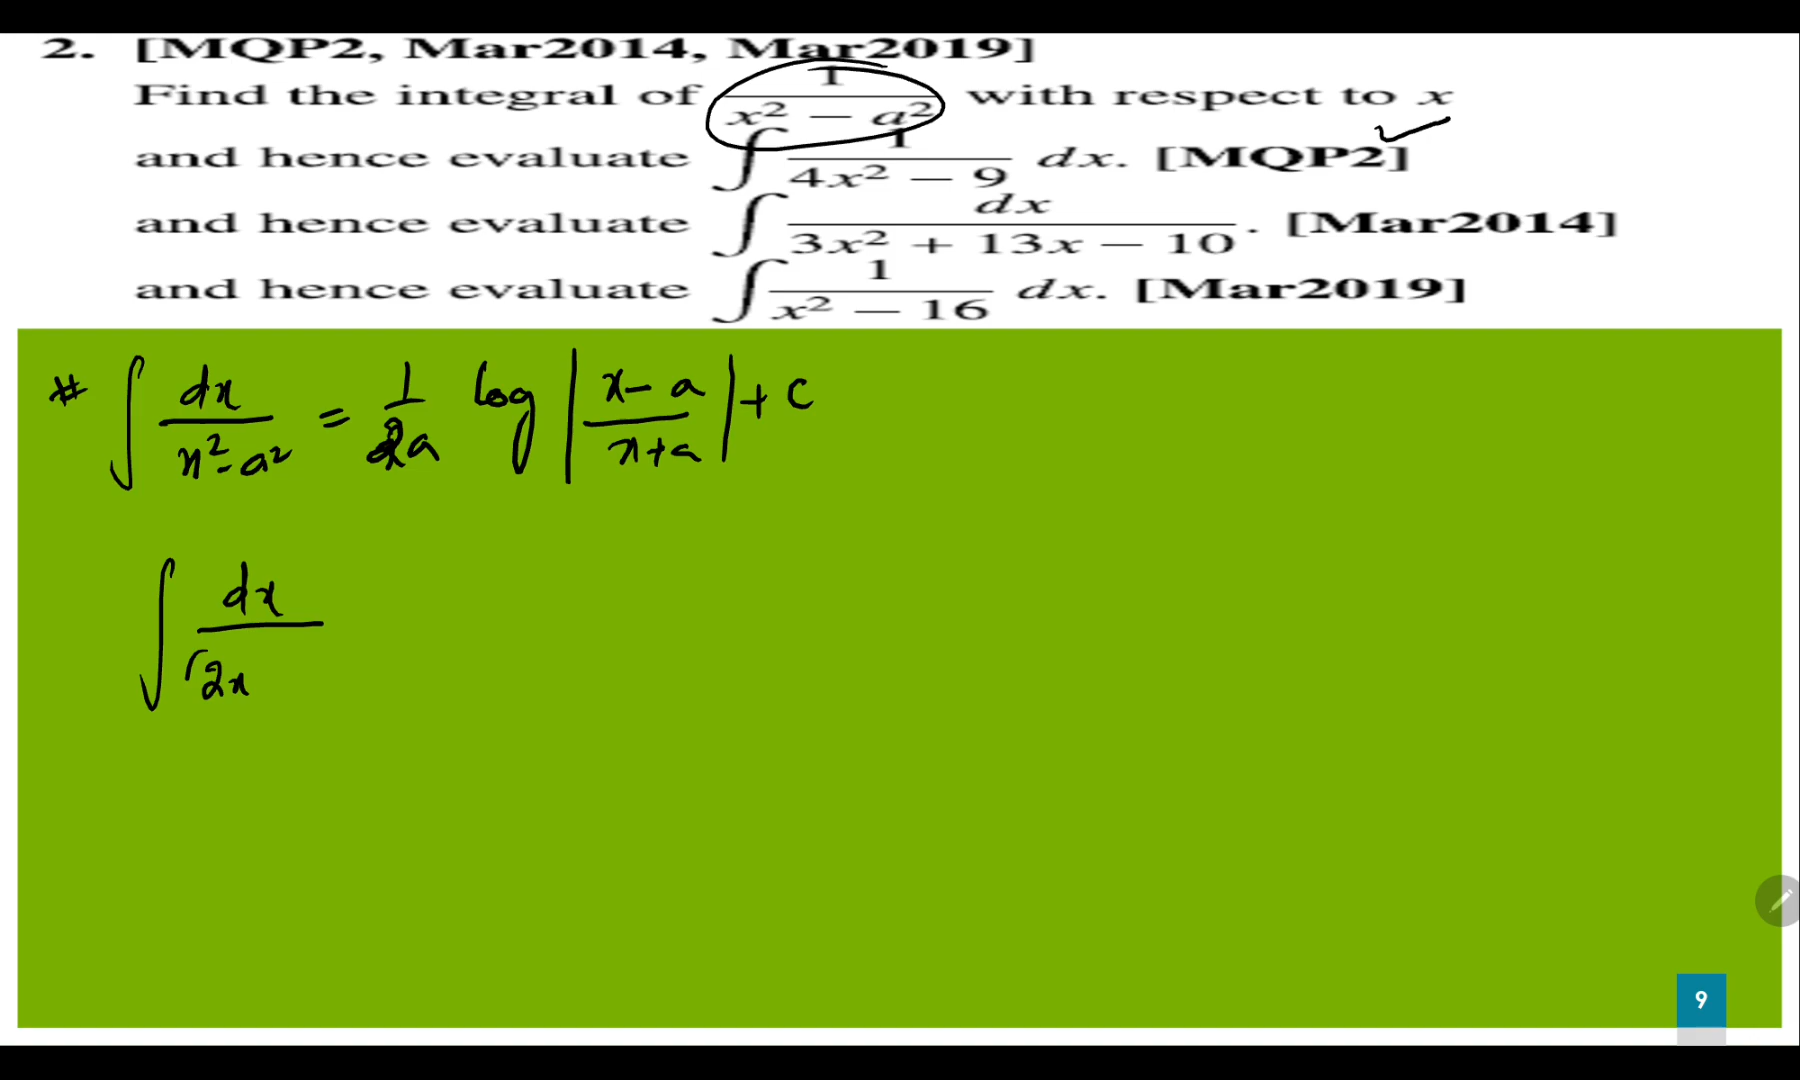 2. [MQP2, Mar2014, Mar2019]
Find the integral of 1/(x² − a²) with respect to x
and hence evaluate ∫ 1/(4x² − 9) dx. [MQP2]
and hence evaluate ∫ dx/(3x² + 13x − 10). [Mar2014]
and hence evaluate ∫ 1/(x² − 16) dx. [Mar2019]
# ∫ dx/(x² - a²) = 1/2a log |(x - a)/(x + a)| + c
∫ dx/(2x
9